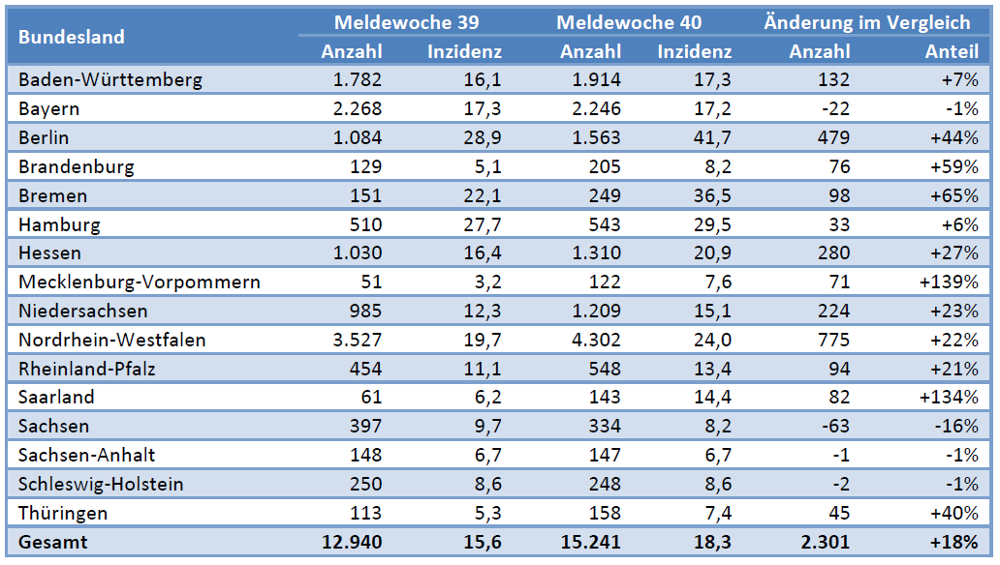 Bundesland Meldewoche 39 Meldewoche 40 Änderung im Vergleich
Anzahl Inzidenz Anzahl Inzidenz Anzahl Anteil
Baden-Württemberg 1.782 16,1 1.914 17,3 132 +7%
Bayern 2.268 17,3 2.246 17,2 -22 -1%
Berlin 1.084 28,9 1.563 41,7 479 +44%
Brandenburg 129 5,1 205 8,2 76 +59%
Bremen 151 22,1 249 36,5 98 +65%
Hamburg 510 27,7 543 29,5 33 +6%
Hessen 1.030 16,4 1.310 20,9 280 +27%
Mecklenburg-Vorpommern 51 3,2 122 7,6 71 +139%
Niedersachsen 985 12,3 1.209 15,1 224 +23%
Nordrhein-Westfalen 3.527 19,7 4.302 24,0 775 +22%
Rheinland-Pfalz 454 11,1 548 13,4 94 +21%
Saarland 61 6,2 143 14,4 82 +134%
Sachsen 397 9,7 334 8,2 -63 -16%
Sachsen-Anhalt 148 6,7 147 6,7 -1 -1%
Schleswig-Holstein 250 8,6 248 8,6 -2 -1%
Thüringen 113 5,3 158 7,4 45 +40%
Gesamt 12.940 15,6 15.241 18,3 2.301 +18%